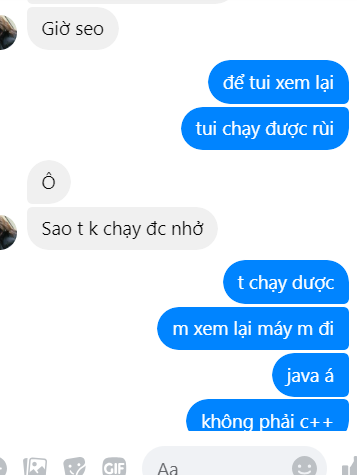 Giờ seo
để tui xem lại
tui chạy được rùi
Ô
Sao t k chạy đc nhở
t chạy dược
m xem lại máy m đi
java á
không phải c++
GIF
Aa